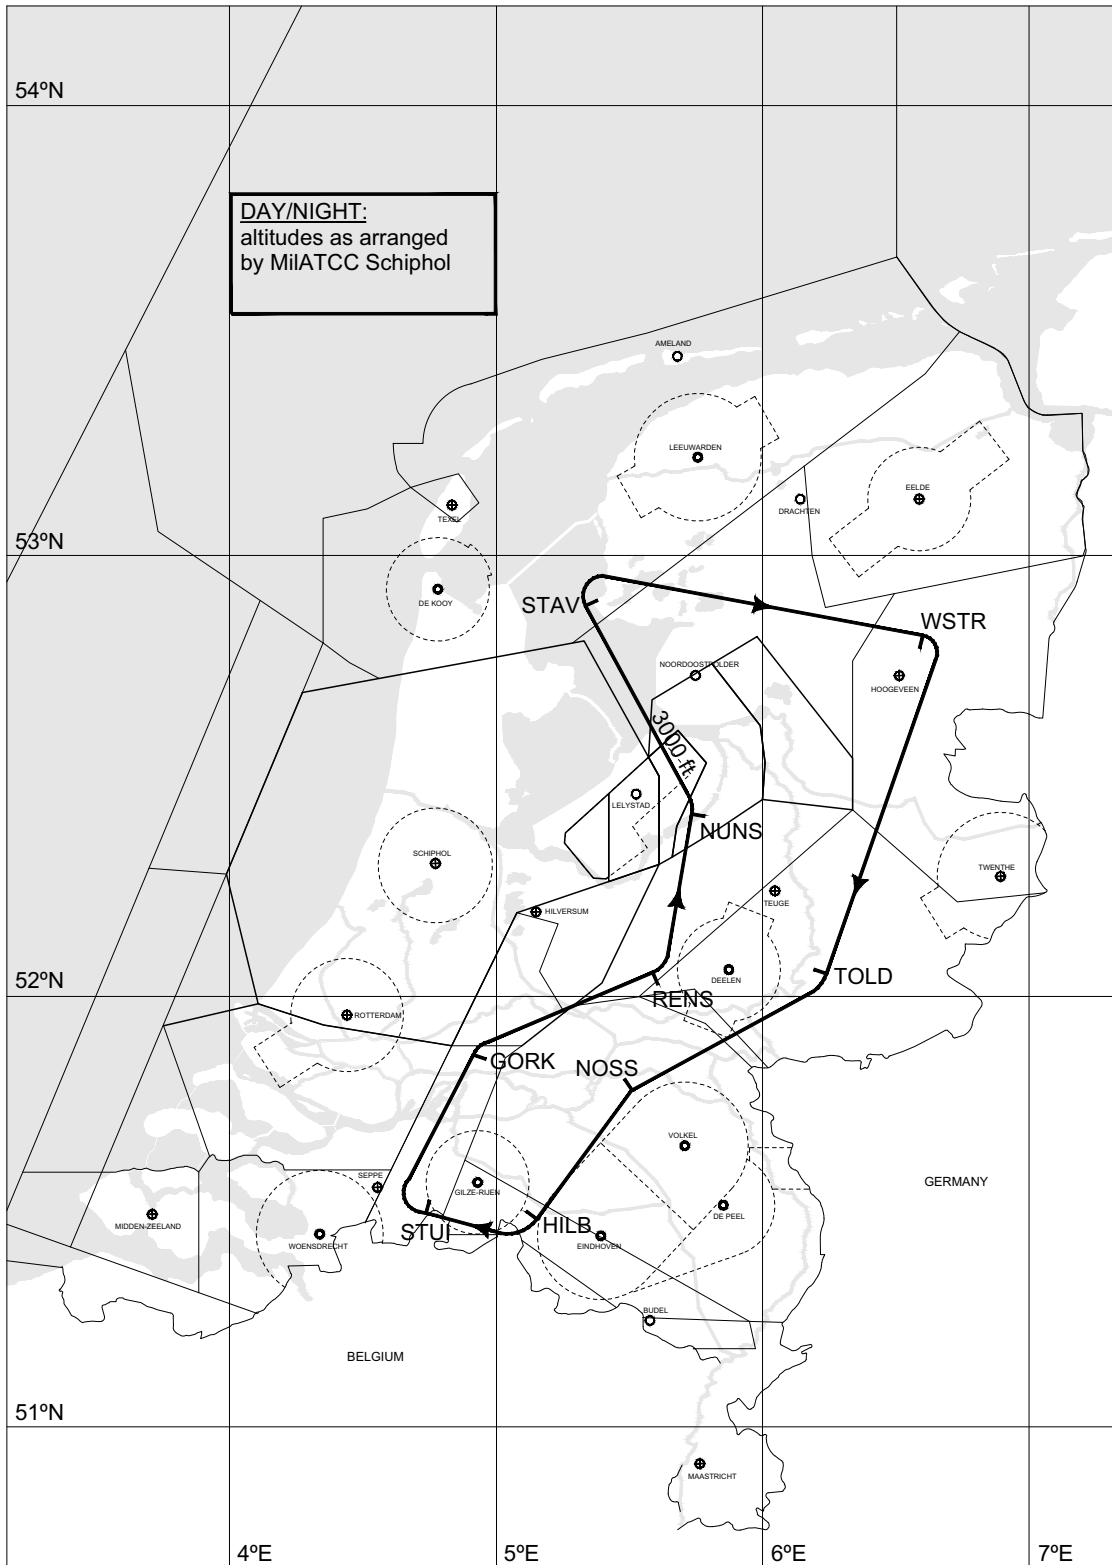 54ºN
DAY/NIGHT:
altitudes as arranged
by MilATCC Schiphol
AMELAND
LEEUWARDEN
EELDE
DRACHTEN
TEXEL
53ºN
DE KOOY
STAV
WSTR
NOORDOOSTPOLDER
HOOGEVEEN
3000 ft.
LELYSTAD
NUNS
SCHIPHOL
TWENTHE
TEUGE
HILVERSUM
DEELEN
TOLD
52ºN
RENS
ROTTERDAM
GORK
NOSS
VOLKEL
SEPPE
GILZE-RIJEN
GERMANY
MIDDEN-ZEELAND
DE PEEL
STUI
HILB
WOENSDRECHT
EINDHOVEN
BUDEL
BELGIUM
51ºN
MAASTRICHT
4ºE
5ºE
6ºE
7ºE